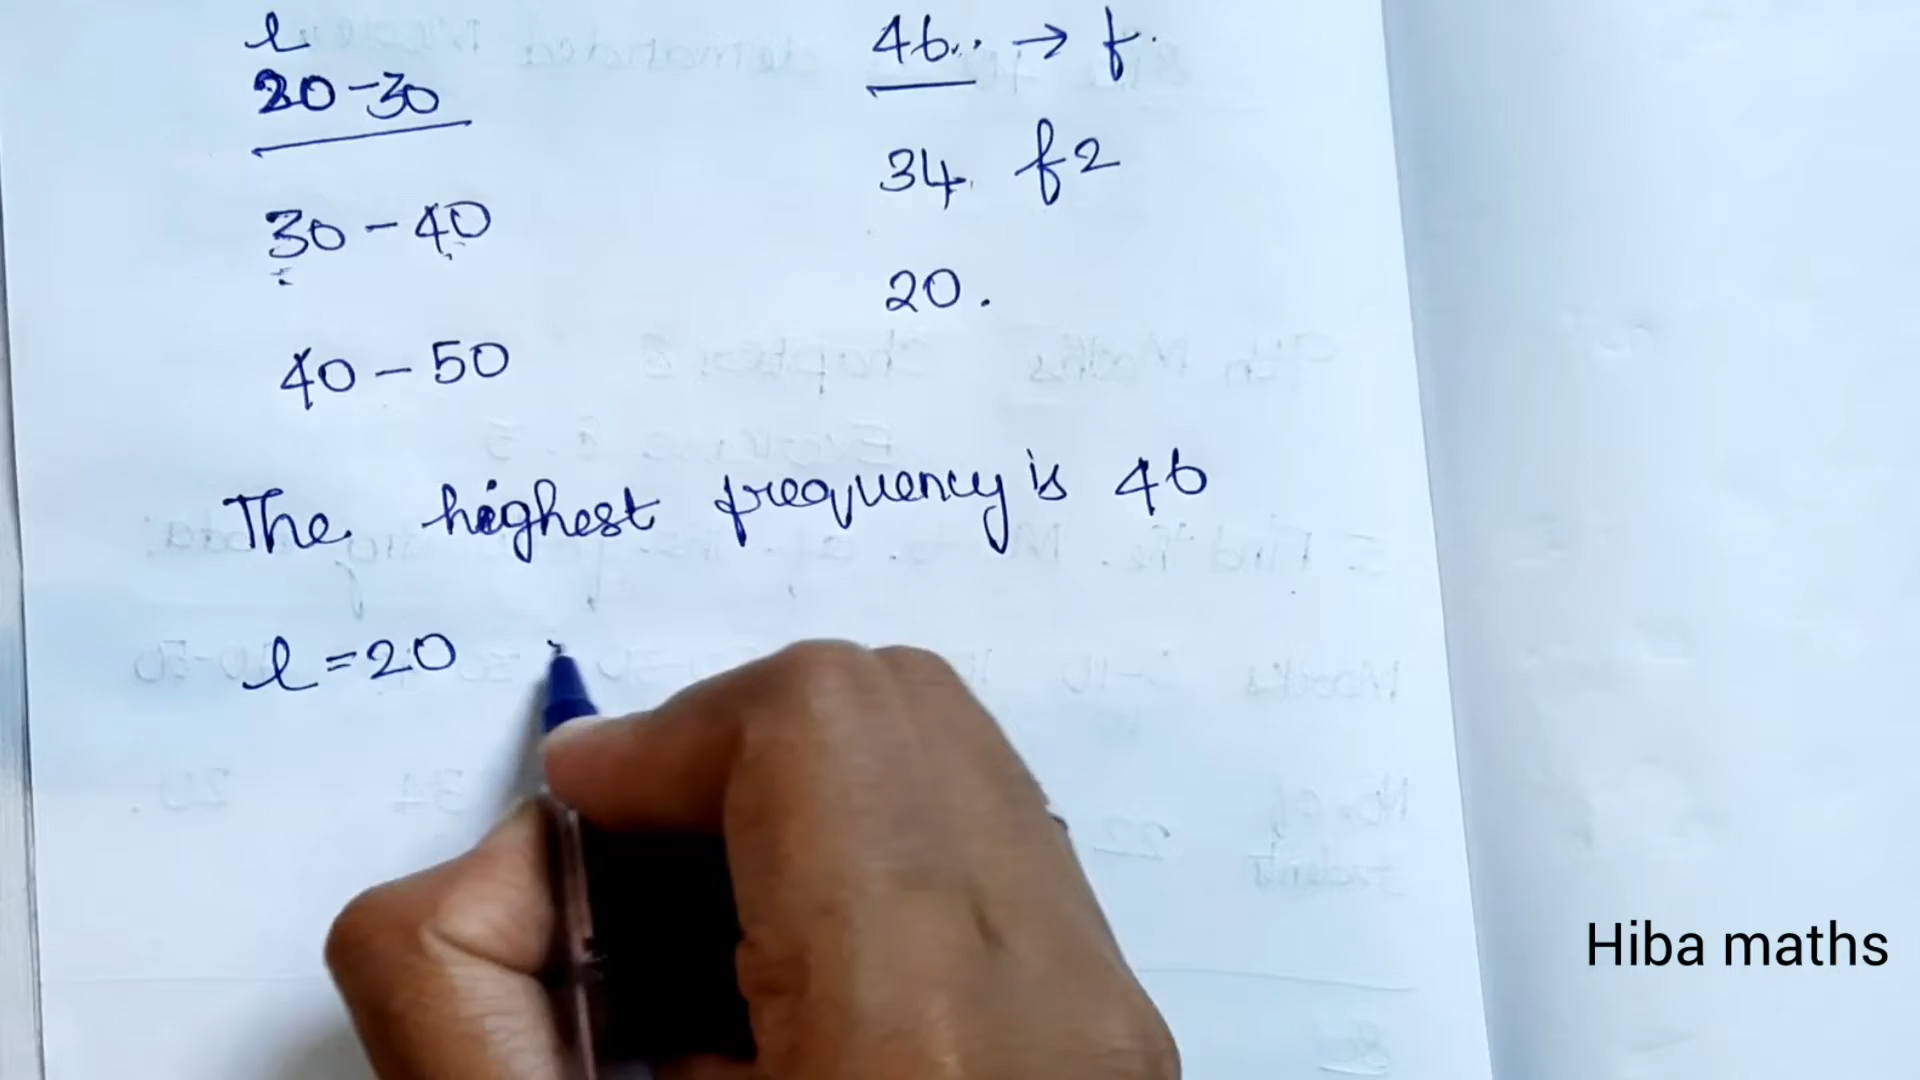 l
20-30
46.. → f.
34. f2
30-40
20.
40-50
The highest frequency is 46
l=20
Hiba maths